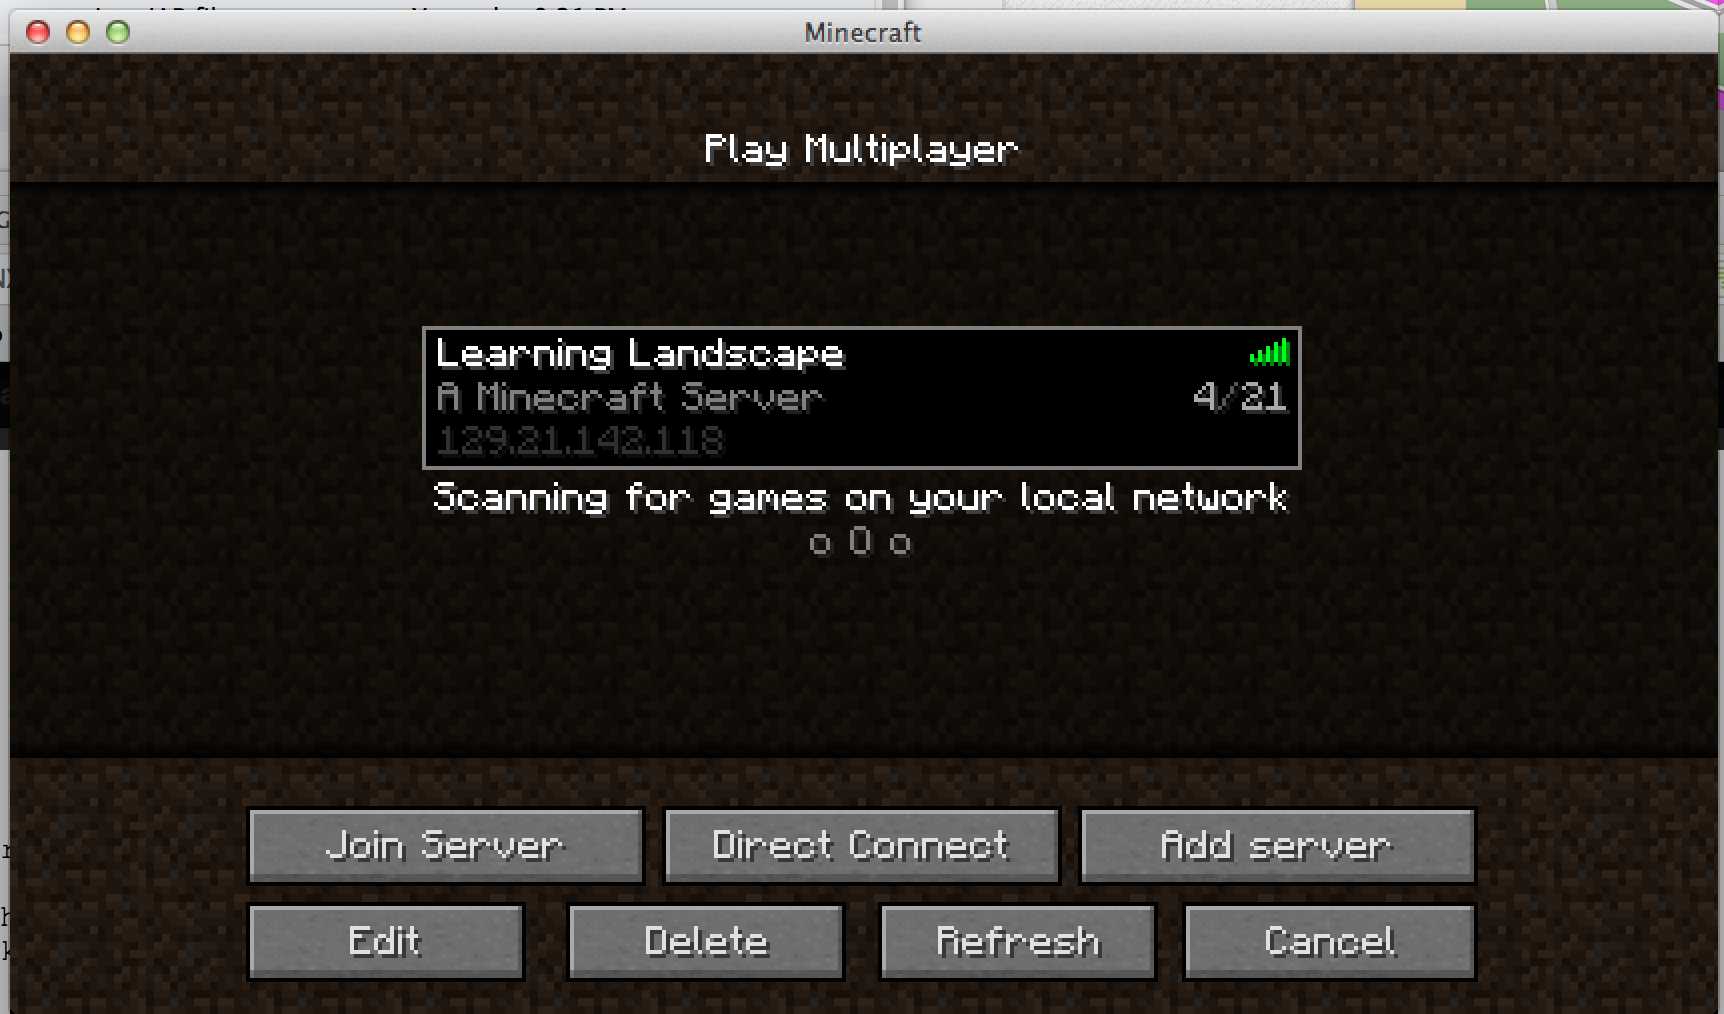 Minecraft
Play Multiplayer
Learning Landscape
A Minecraft Server 4/21
129.21.142.118
Scanning for games on your local network
o O o
Join Server Direct Connect Add server
Edit Delete Refresh Cancel